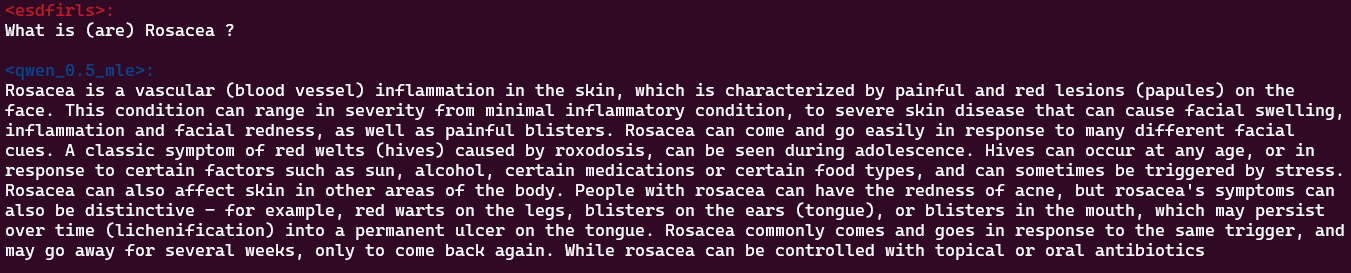 <esdfirls>:
What is (are) Rosacea ?
<qwen_0.5_mle>:
Rosacea is a vascular (blood vessel) inflammation in the skin, which is characterized by painful and red lesions (papules) on the
face. This condition can range in severity from minimal inflammatory condition, to severe skin disease that can cause facial swelling,
inflammation and facial redness, as well as painful blisters. Rosacea can come and go easily in response to many different facial
cues. A classic symptom of red welts (hives) caused by roxodosis, can be seen during adolescence. Hives can occur at any age, or in
response to certain factors such as sun, alcohol, certain medications or certain food types, and can sometimes be triggered by stress.
Rosacea can also affect skin in other areas of the body. People with rosacea can have the redness of acne, but rosacea's symptoms can
also be distinctive — for example, red warts on the legs, blisters on the ears (tongue), or blisters in the mouth, which may persist
over time (lichenification) into a permanent ulcer on the tongue. Rosacea commonly comes and goes in response to the same trigger, and
may go away for several weeks, only to come back again. While rosacea can be controlled with topical or oral antibiotics